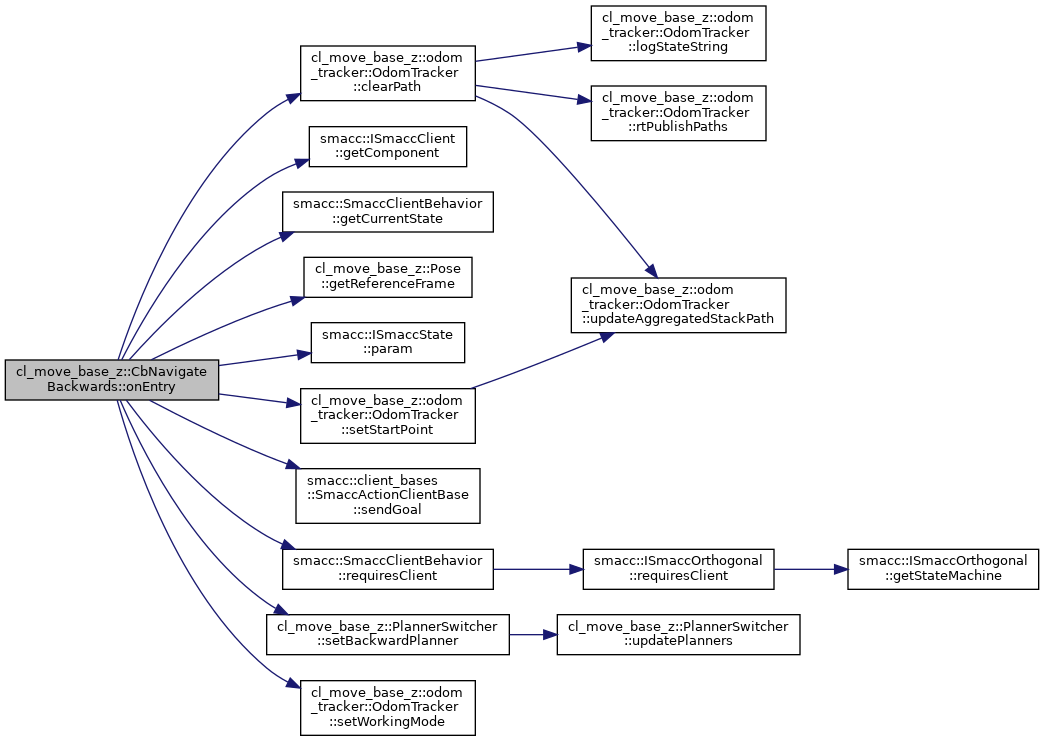 cl_move_base_z::CbNavigate
Backwards::onEntry
cl_move_base_z::odom
_tracker::OdomTracker
::clearPath
smacc::ISmaccClient
::getComponent
smacc::SmaccClientBehavior
::getCurrentState
cl_move_base_z::Pose
::getReferenceFrame
smacc::ISmaccState
::param
cl_move_base_z::odom
_tracker::OdomTracker
::setStartPoint
smacc::client_bases
::SmaccActionClientBase
::sendGoal
smacc::SmaccClientBehavior
::requiresClient
cl_move_base_z::PlannerSwitcher
::setBackwardPlanner
cl_move_base_z::odom
_tracker::OdomTracker
::setWorkingMode
cl_move_base_z::odom
_tracker::OdomTracker
::logStateString
cl_move_base_z::odom
_tracker::OdomTracker
::rtPublishPaths
cl_move_base_z::odom
_tracker::OdomTracker
::updateAggregatedStackPath
smacc::ISmaccOrthogonal
::requiresClient
cl_move_base_z::PlannerSwitcher
::updatePlanners
smacc::ISmaccOrthogonal
::getStateMachine